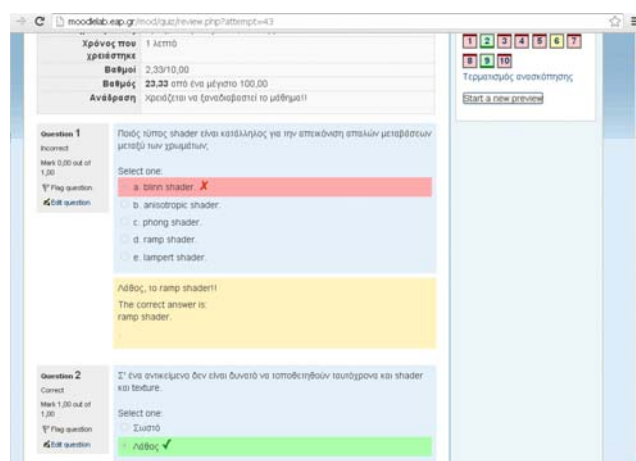 moodlelab.eap.gr/mod/quiz/review.php?attempt=43
Χρόνος που χρειάστηκε 1 λεπτό
Βαθμοί 2,33/10,00
Βαθμός 23,33 από ένα μέγιστο 100,00
Ανάδραση Χρειάζεται να ξαναδιαβαστεί το μάθημα!!
1 2 3 4 5 6 7
8 9 10
Τερματισμός ανασκόπησης
Start a new preview
Question 1
Incorrect
Mark 0,00 out of
1,00
Flag question
Edit question
Ποιός τύπος shader είναι κατάλληλος για την απεικόνιση απαλών μεταβάσεων
μεταξύ των χρωμάτων;
Select one:
a. blinn shader. ✗
b. anisotropic shader.
c. phong shader.
d. ramp shader.
e. lampert shader.
Λάθος, το ramp shader!!
The correct answer is:
ramp shader.
Question 2
Correct
Mark 1,00 out of
1,00
Flag question
Edit question
Σ' ένα αντικείμενο δεν είναι δυνατό να τοποθετηθούν ταυτόχρονα και shader
και texture.
Select one:
Σωστό
Λάθος ✔